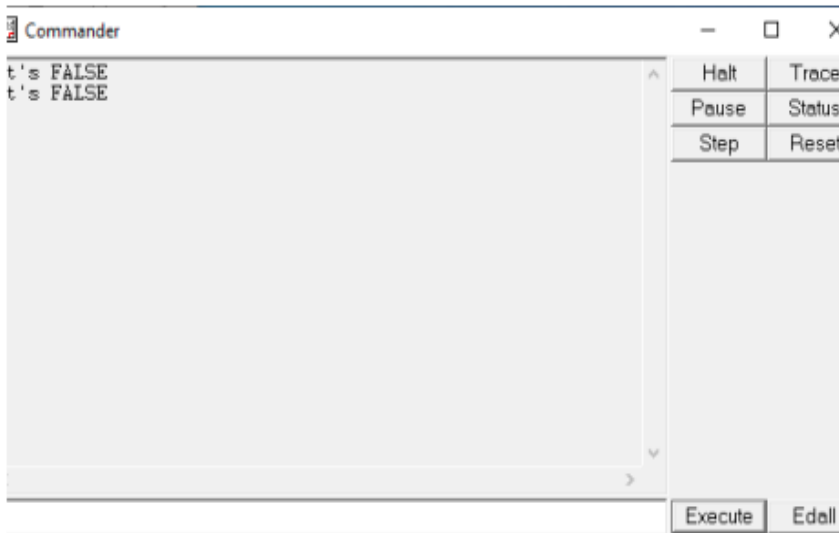 Commander
t's FALSE
t's FALSE
Halt Trace
Pause Status
Step Reset
Execute Edall